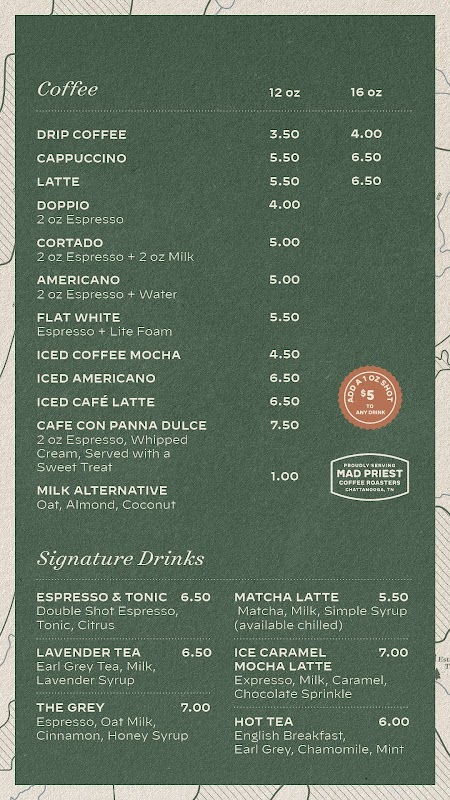 Coffee 12 oz 16 oz
DRIP COFFEE 3.50 4.00
CAPPUCCINO 5.50 6.50
LATTE 5.50 6.50
DOPPIO 4.00
2 oz Espresso
CORTADO 5.00
2 oz Espresso + 2 oz Milk
AMERICANO 5.00
2 oz Espresso + Water
FLAT WHITE 5.50
Espresso + Lite Foam
ICED COFFEE MOCHA 4.50
ICED AMERICANO 6.50
ICED CAFÉ LATTE 6.50
CAFE CON PANNA DULCE 7.50
2 oz Espresso, Whipped
Cream, Served with a
Sweet Treat
1.00
MILK ALTERNATIVE
Oat, Almond, Coconut
ADD A 1 OZ SHOT
$5
TO
ANY DRINK
PROUDLY SERVING
MAD PRIEST
COFFEE ROASTERS
CHATTANOOGA, TN
Signature Drinks
ESPRESSO & TONIC 6.50
Double Shot Espresso,
Tonic, Citrus
LAVENDER TEA 6.50
Earl Grey Tea, Milk,
Lavender Syrup
THE GREY 7.00
Espresso, Oat Milk,
Cinnamon, Honey Syrup
MATCHA LATTE 5.50
Matcha, Milk, Simple Syrup
(available chilled)
ICE CARAMEL 7.00
MOCHA LATTE
Expresso, Milk, Caramel,
Chocolate Sprinkle
HOT TEA 6.00
English Breakfast,
Earl Grey, Chamomile, Mint